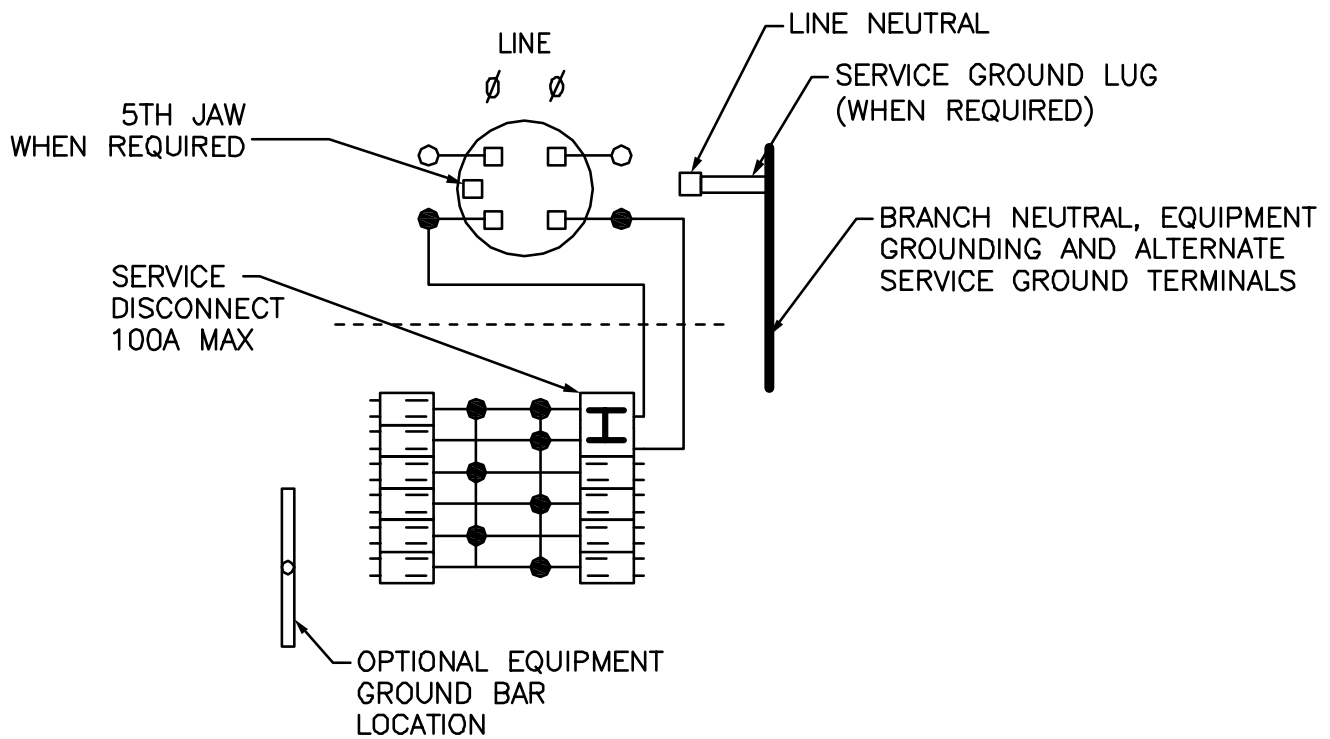 LINE
Ø Ø
LINE NEUTRAL
SERVICE GROUND LUG
(WHEN REQUIRED)
5TH JAW
WHEN REQUIRED
BRANCH NEUTRAL, EQUIPMENT
GROUNDING AND ALTERNATE
SERVICE GROUND TERMINALS
SERVICE
DISCONNECT
100A MAX
OPTIONAL EQUIPMENT
GROUND BAR
LOCATION